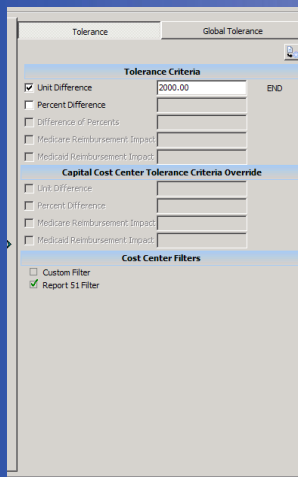 Tolerance Global Tolerance
Tolerance Criteria
Unit Difference 2000.00 END
Percent Difference
Difference of Percents
Medicare Reimbursement Impact
Medicaid Reimbursement Impact
Capital Cost Center Tolerance Criteria Override
Unit Difference
Percent Difference
Medicare Reimbursement Impact
Medicaid Reimbursement Impact
Cost Center Filters
Custom Filter
Report 51 Filter